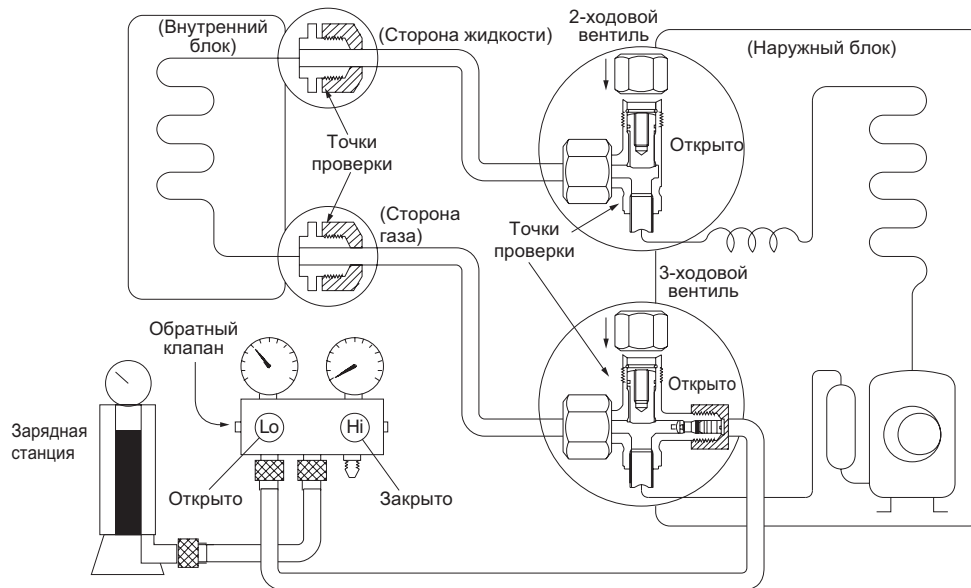 (Внутренний
блок)
(Сторона жидкости)
2-ходовой
вентиль
(Наружный блок)
Точки
проверки
Открыто
(Сторона
газа)
Точки
проверки
3-ходовой
вентиль
Обратный
клапан
Открыто
Зарядная
станция
Lo
Hi
Открыто
Закрыто